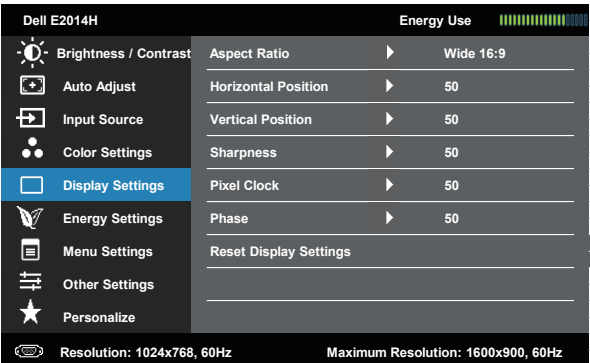 Dell E2014H Energy Use
Brightness / Contrast Aspect Ratio Wide 16:9
Auto Adjust Horizontal Position 50
Input Source Vertical Position 50
Color Settings Sharpness 50
Display Settings Pixel Clock 50
Energy Settings Phase 50
Menu Settings Reset Display Settings
Other Settings
Personalize
Resolution: 1024x768, 60Hz Maximum Resolution: 1600x900, 60Hz